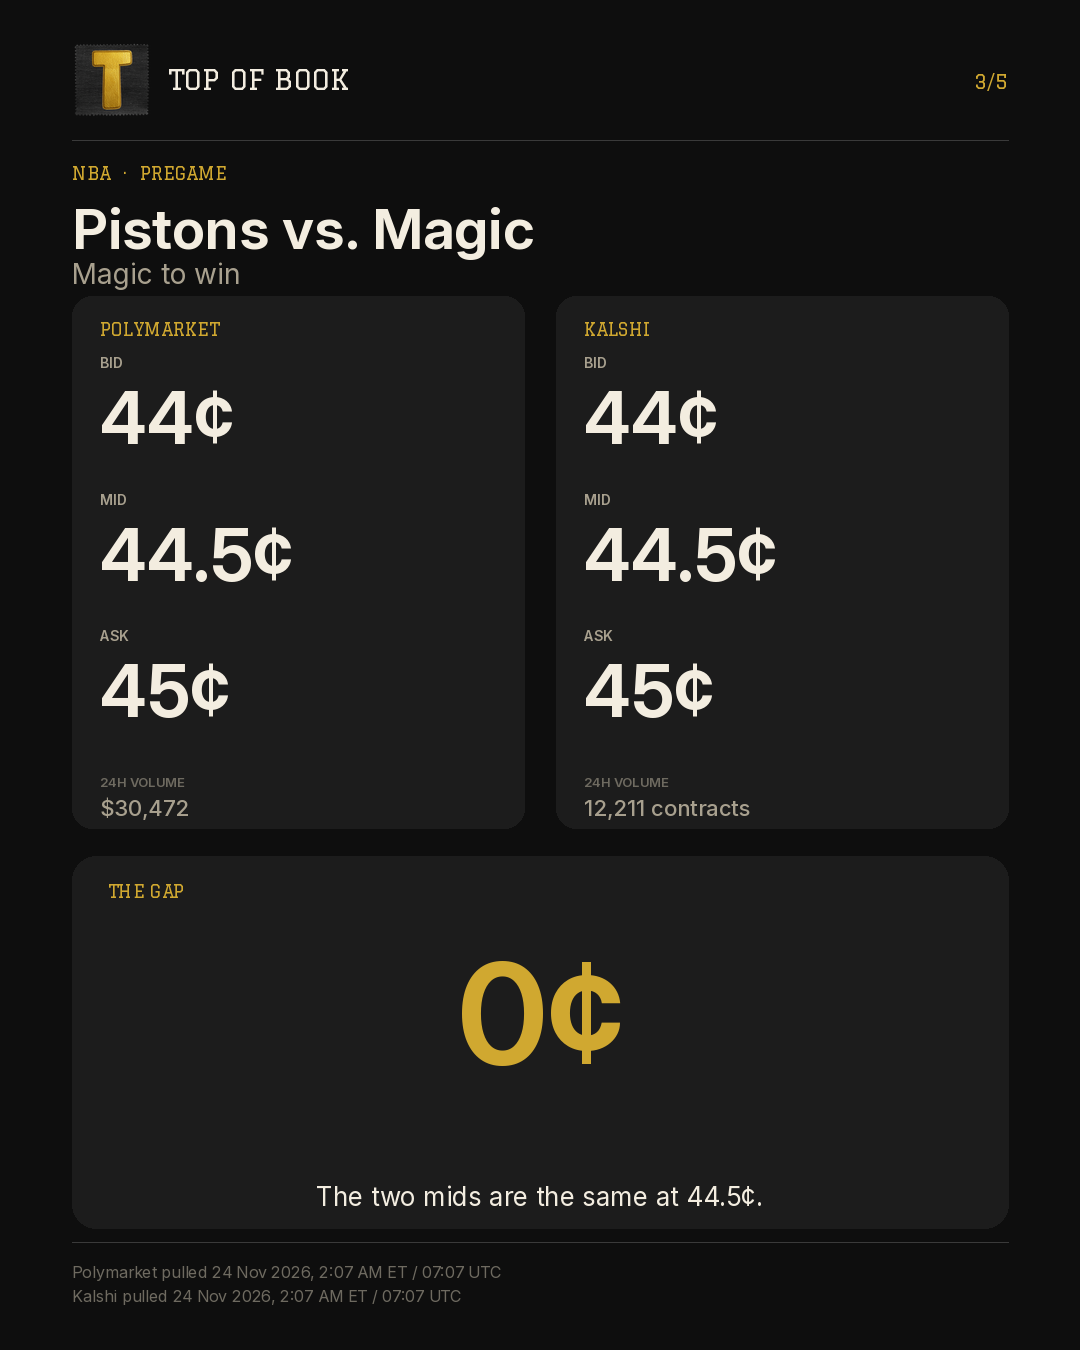 T
TOP OF BOOK
3/5
NBA · PREGAME
Pistons vs. Magic
Magic to win
POLYMARKET
BID
44¢
MID
44.5¢
ASK
45¢
24H VOLUME
$30,472
KALSHI
BID
44¢
MID
44.5¢
ASK
45¢
24H VOLUME
12,211 contracts
THE GAP
0¢
The two mids are the same at 44.5¢.
Polymarket pulled 24 Nov 2026, 2:07 AM ET / 07:07 UTC
Kalshi pulled 24 Nov 2026, 2:07 AM ET / 07:07 UTC